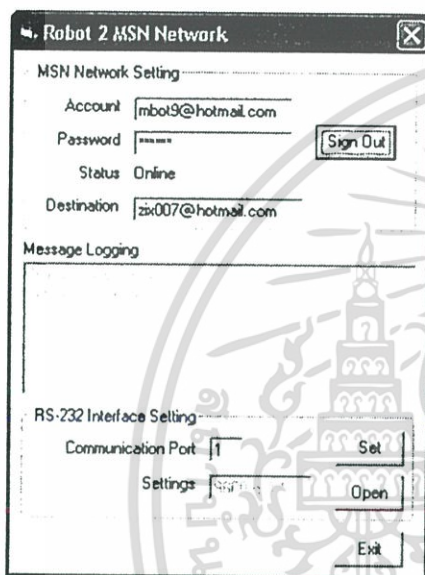 Robot 2 MSN Network
MSN Network Setting
Account mbot9@hotmail.com
Password *****
Sign Out
Status Online
Destination zix007@hotmail.com
Message Logging
RS-232 Interface Setting
Communication Port 1
Set
Settings
Open
Exit